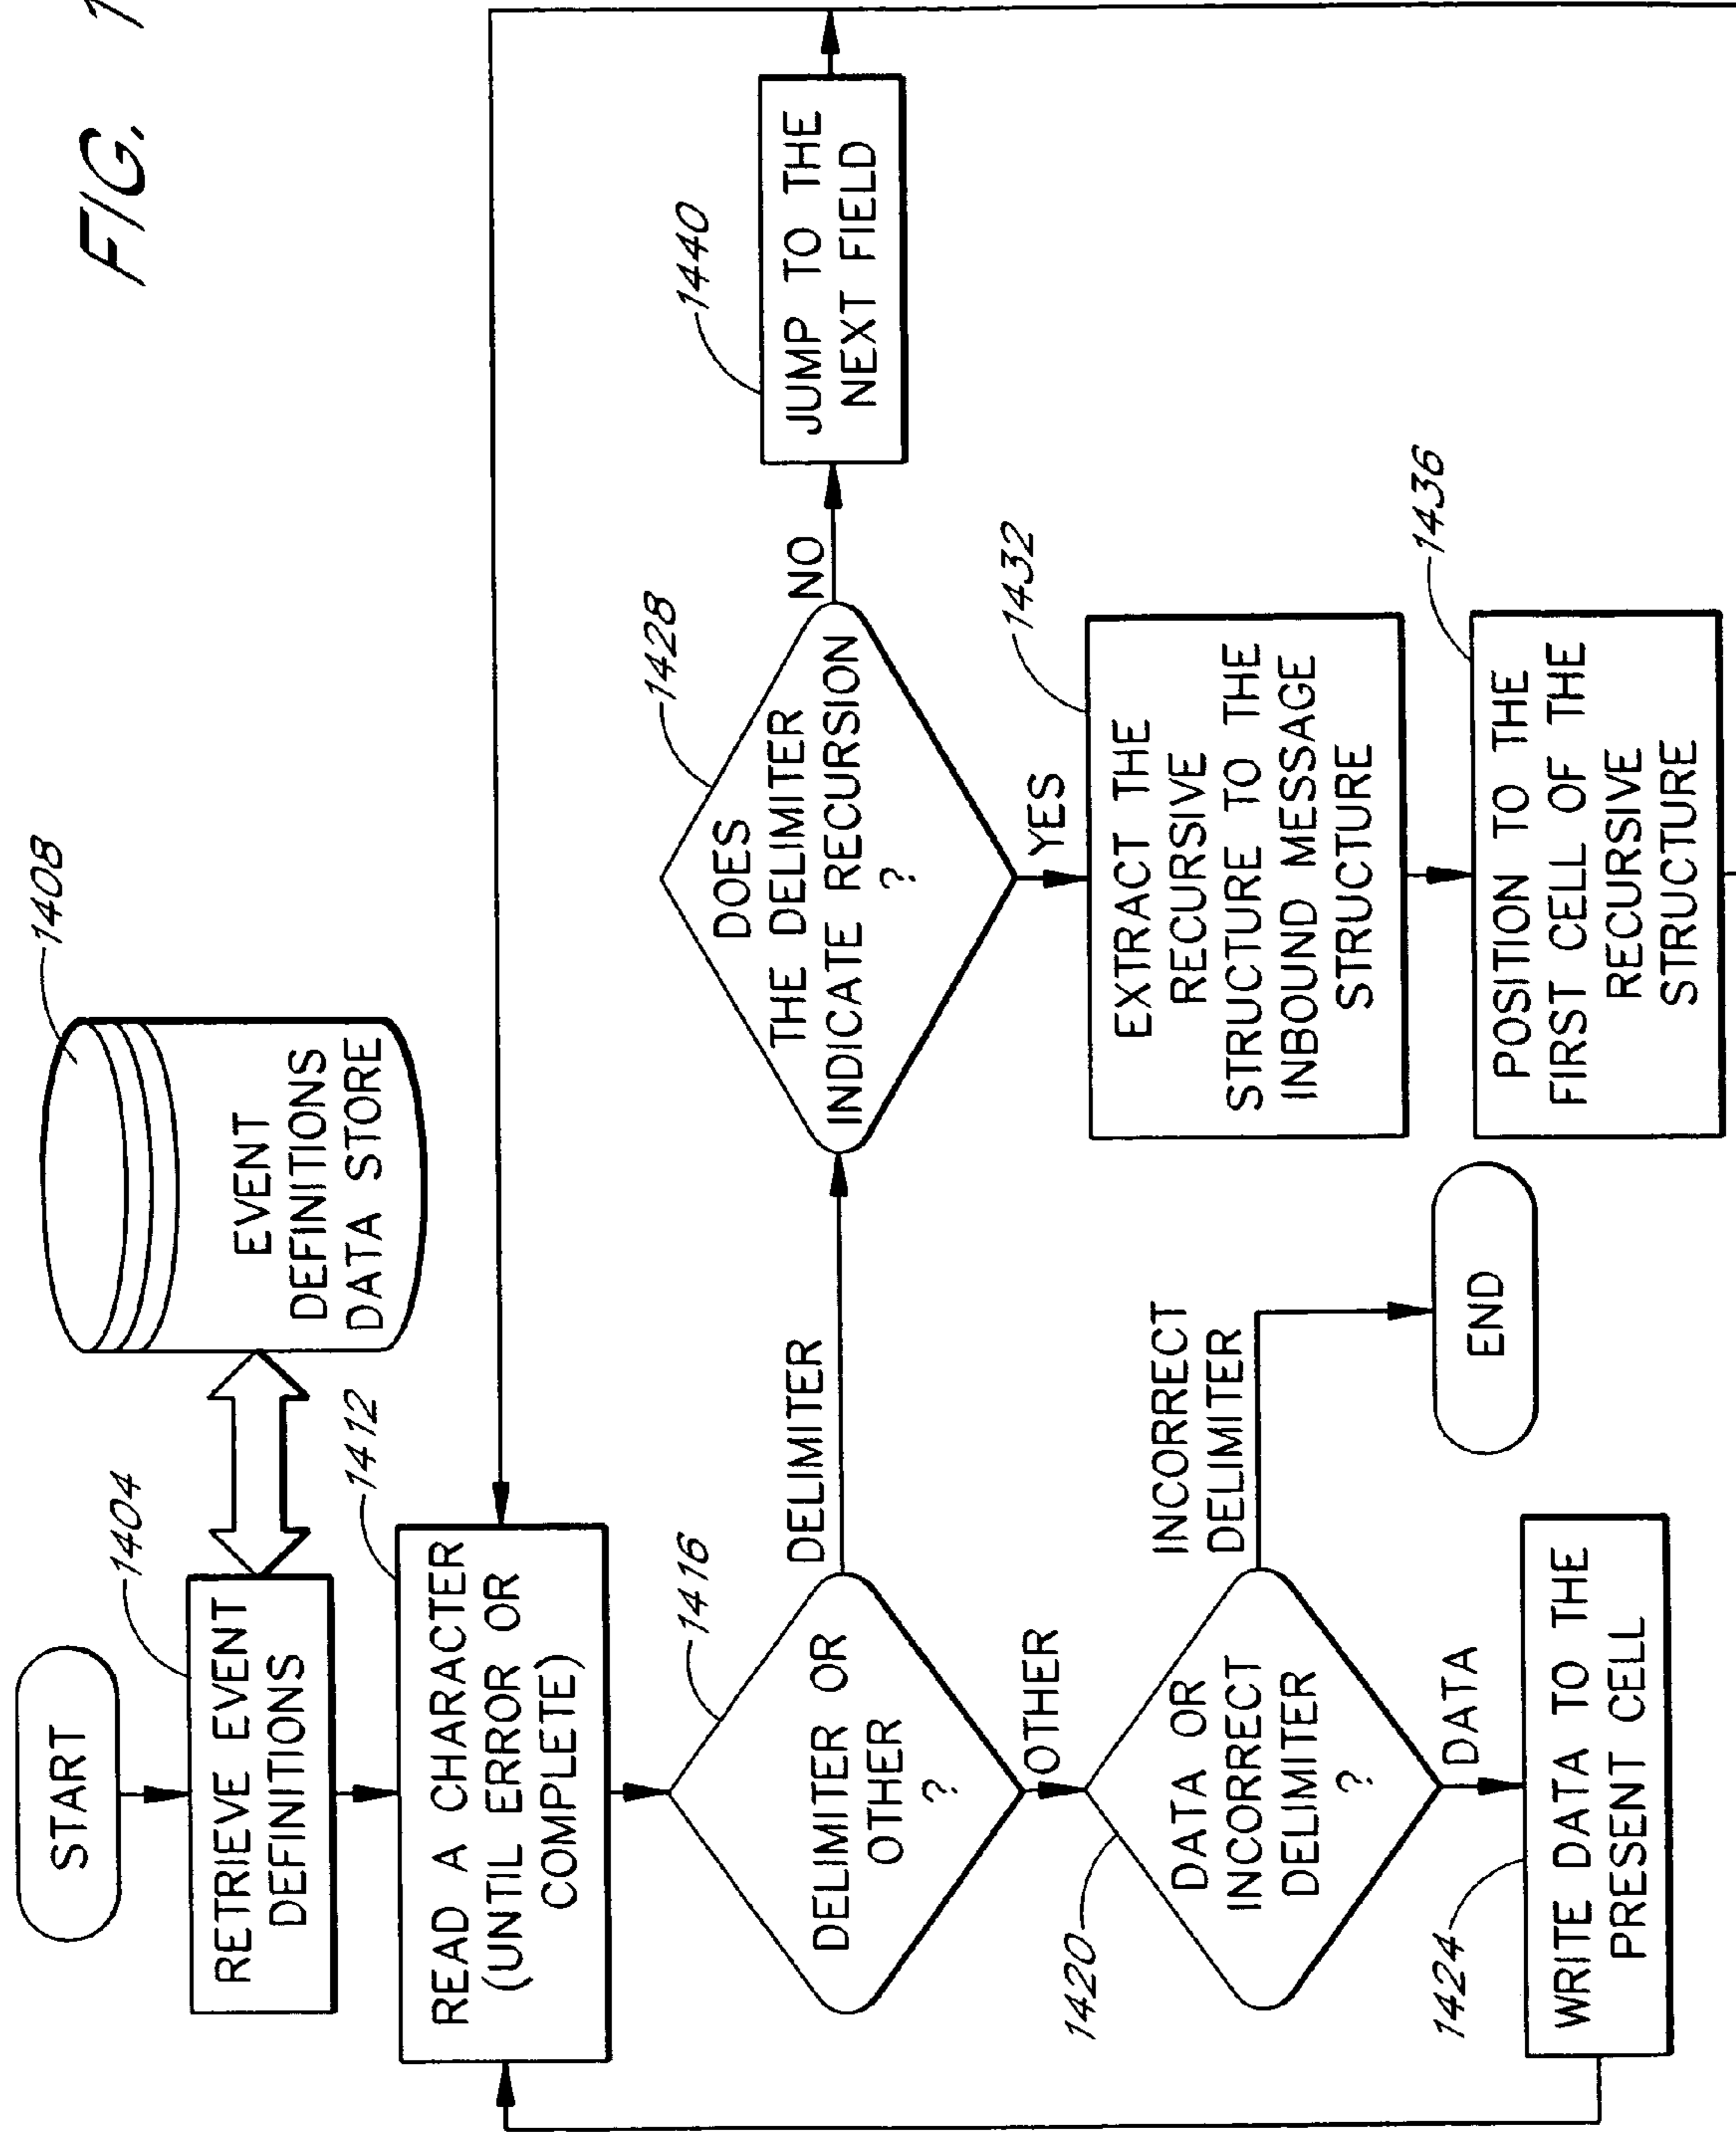 FIG. 1
START
1404
RETRIEVE EVENT
DEFINITIONS
1408
EVENT
DEFINITIONS
DATA STORE
1412
READ A CHARACTER
(UNTIL ERROR OR
COMPLETE)
1416
DELIMITER OR
OTHER
?
DELIMITER
OTHER
1428
DOES
THE DELIMITER
INDICATE RECURSION
?
NO
1440
JUMP TO THE
NEXT FIELD
YES
1432
EXTRACT THE
RECURSIVE
STRUCTURE TO THE
INBOUND MESSAGE
STRUCTURE
1436
POSITION TO THE
FIRST CELL OF THE
RECURSIVE
STRUCTURE
1420
DATA OR
INCORRECT
DELIMITER
?
INCORRECT
DELIMITER
END
DATA
1424
WRITE DATA TO THE
PRESENT CELL